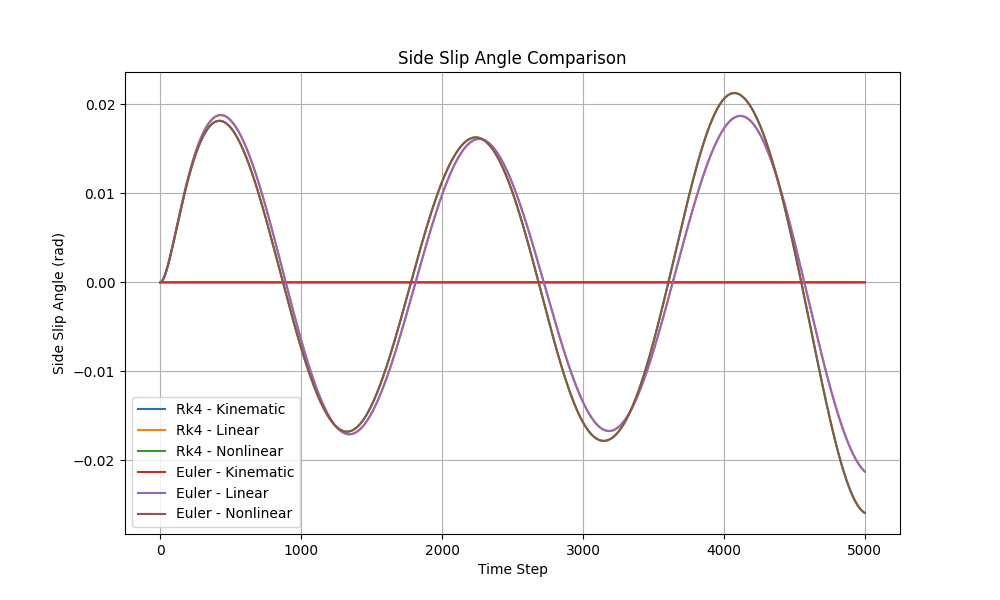 Side Slip Angle Comparison
Side Slip Angle (rad)
0.02
0.01
0.00
−0.01
−0.02
Rk4 - Kinematic
Rk4 - Linear
Rk4 - Nonlinear
Euler - Kinematic
Euler - Linear
Euler - Nonlinear
0 1000 2000 3000 4000 5000
Time Step